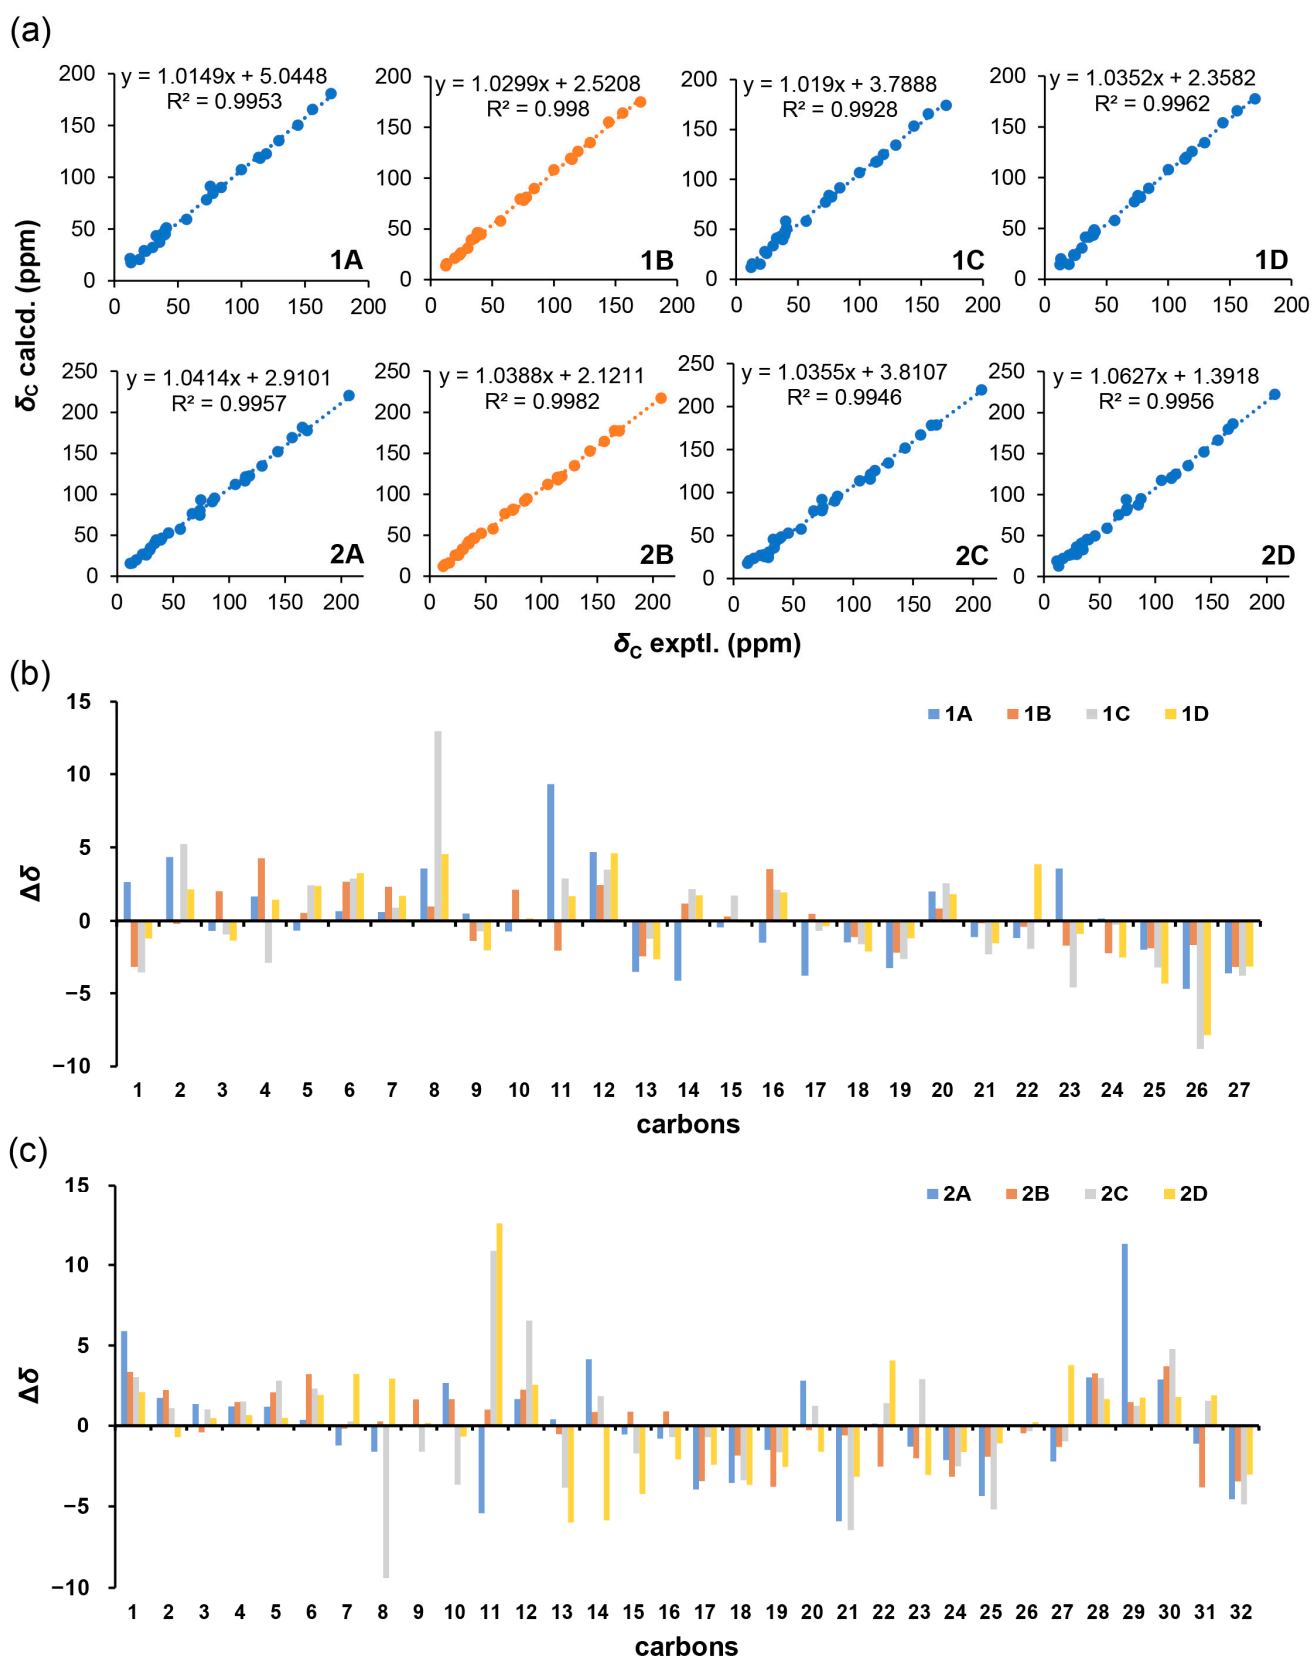 (a)
y = 1.0149x + 5.0448
R² = 0.9953
y = 1.0299x + 2.5208
R² = 0.998
y = 1.019x + 3.7888
R² = 0.9928
y = 1.0352x + 2.3582
R² = 0.9962
200
150
100
50
0
200
150
100
50
0
200
150
100
50
0
200
150
100
50
0
1A
1B
1C
1D
0 50 100 150 200
0 50 100 150 200
0 50 100 150 200
0 50 100 150 200
δC calcd. (ppm)
y = 1.0414x + 2.9101
R² = 0.9957
y = 1.0388x + 2.1211
R² = 0.9982
y = 1.0355x + 3.8107
R² = 0.9946
y = 1.0627x + 1.3918
R² = 0.9956
250
200
150
100
50
0
250
200
150
100
50
0
250
200
150
100
50
0
250
200
150
100
50
0
2A
2B
2C
2D
0 50 100 150 200
0 50 100 150 200
0 50 100 150 200
0 50 100 150 200
δC exptl. (ppm)
(b)
1A 1B 1C 1D
15
10
5
0
−5
−10
Δδ
1 2 3 4 5 6 7 8 9 10 11 12 13 14 15 16 17 18 19 20 21 22 23 24 25 26 27
carbons
(c)
2A 2B 2C 2D
15
10
5
0
−5
−10
Δδ
1 2 3 4 5 6 7 8 9 10 11 12 13 14 15 16 17 18 19 20 21 22 23 24 25 26 27 28 29 30 31 32
carbons